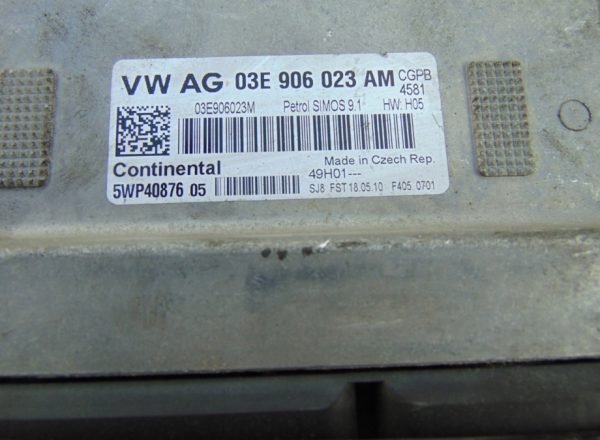 VW AG 03E 906 023 AM CGPB
4581
03E906023M Petrol SIMOS 9.1 HW: H05
Continental Made in Czech Rep.
49H01---
5WP40876 05 SJ8 FST 18.05.10 F405 0701